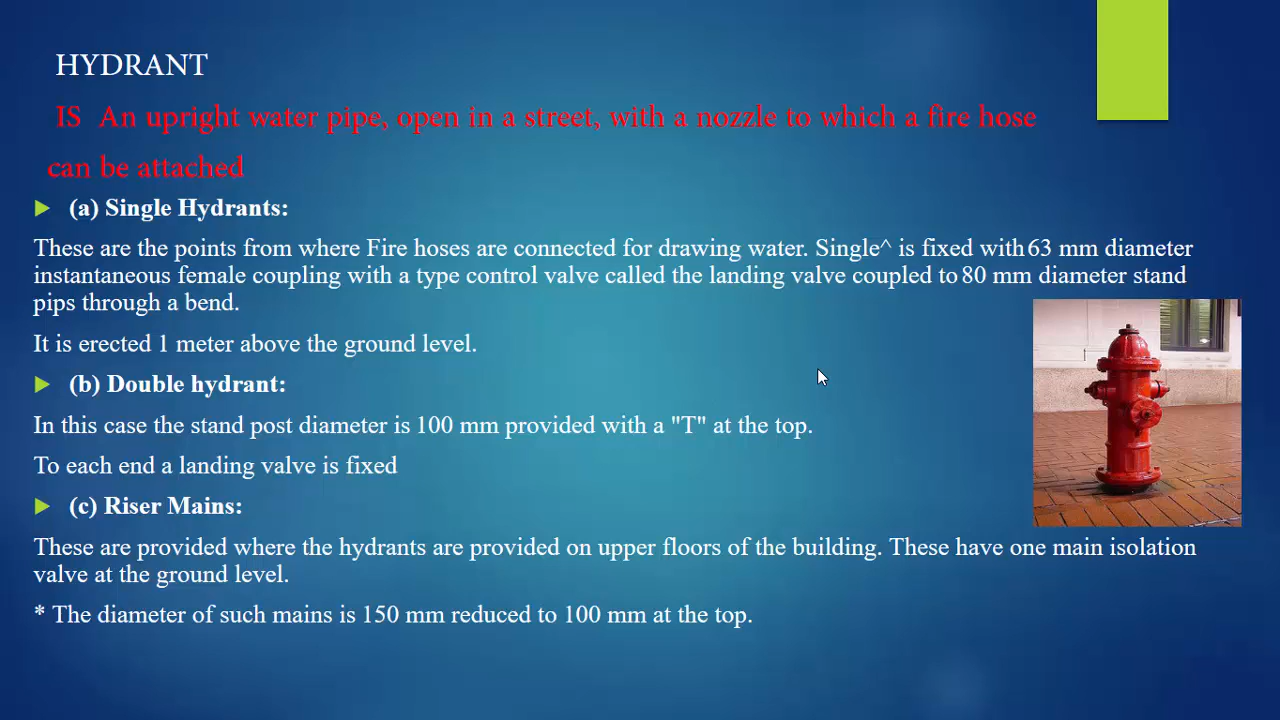 HYDRANT
IS An upright water pipe, open in a street, with a nozzle to which a fire hose
can be attached
(a) Single Hydrants:
These are the points from where Fire hoses are connected for drawing water. Single^ is fixed with 63 mm diameter
instantaneous female coupling with a type control valve called the landing valve coupled to 80 mm diameter stand
pips through a bend.
It is erected 1 meter above the ground level.
(b) Double hydrant:
In this case the stand post diameter is 100 mm provided with a "T" at the top.
To each end a landing valve is fixed
(c) Riser Mains:
These are provided where the hydrants are provided on upper floors of the building. These have one main isolation
valve at the ground level.
* The diameter of such mains is 150 mm reduced to 100 mm at the top.